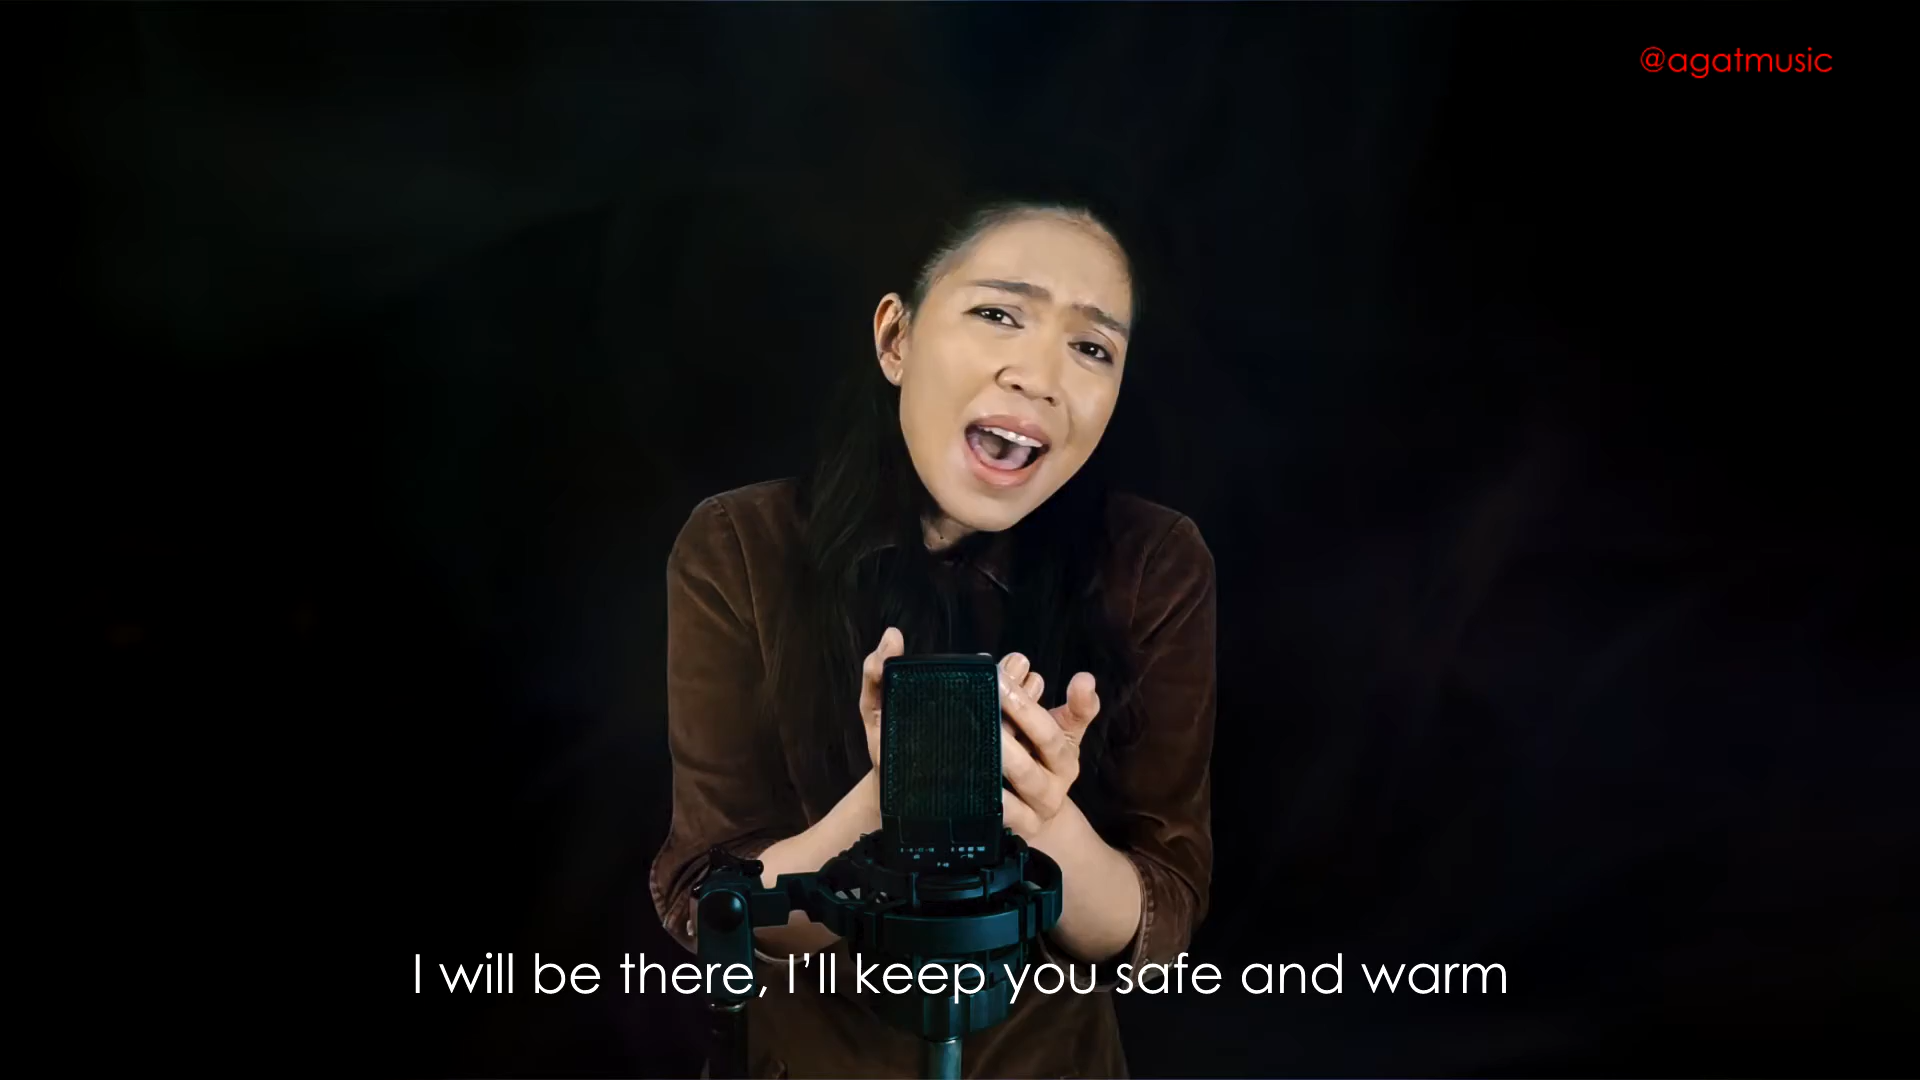 @agatmusic
I will be there, I’ll keep you safe and warm